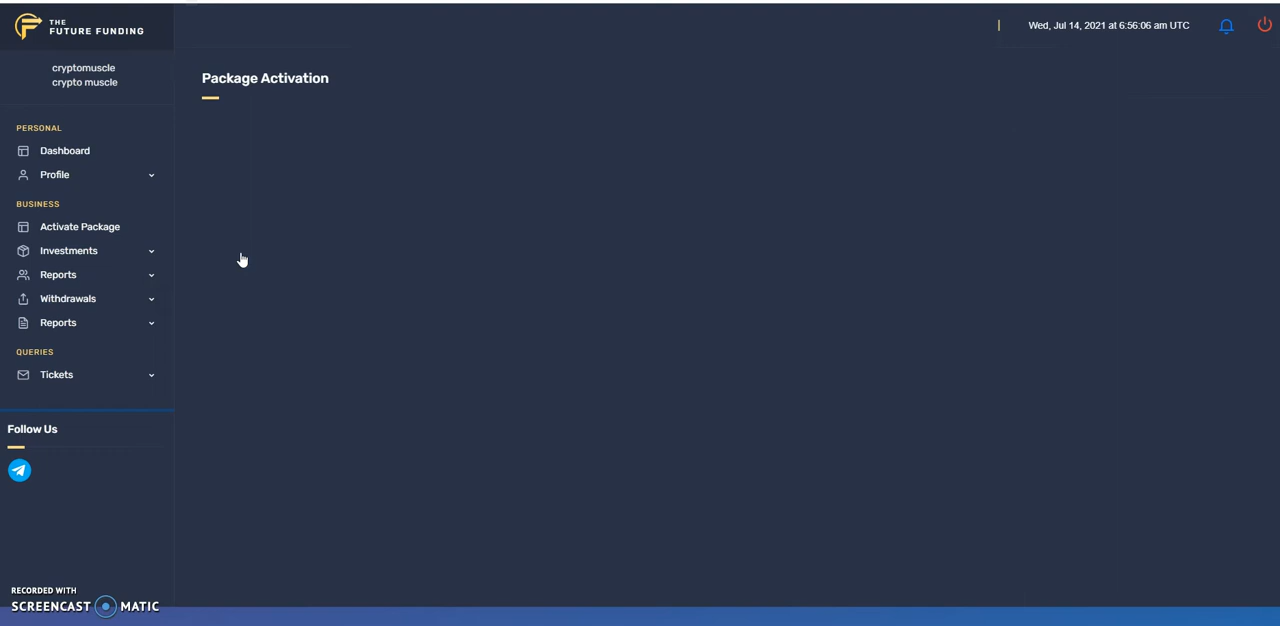 THE
FUTURE FUNDING
Wed, Jul 14, 2021 at 6:56:06 am UTC
cryptomuscle
crypto muscle
Package Activation
PERSONAL
Dashboard
Profile
BUSINESS
Activate Package
Investments
Reports
Withdrawals
Reports
QUERIES
Tickets
Follow Us
RECORDED WITH
SCREENCAST MATIC